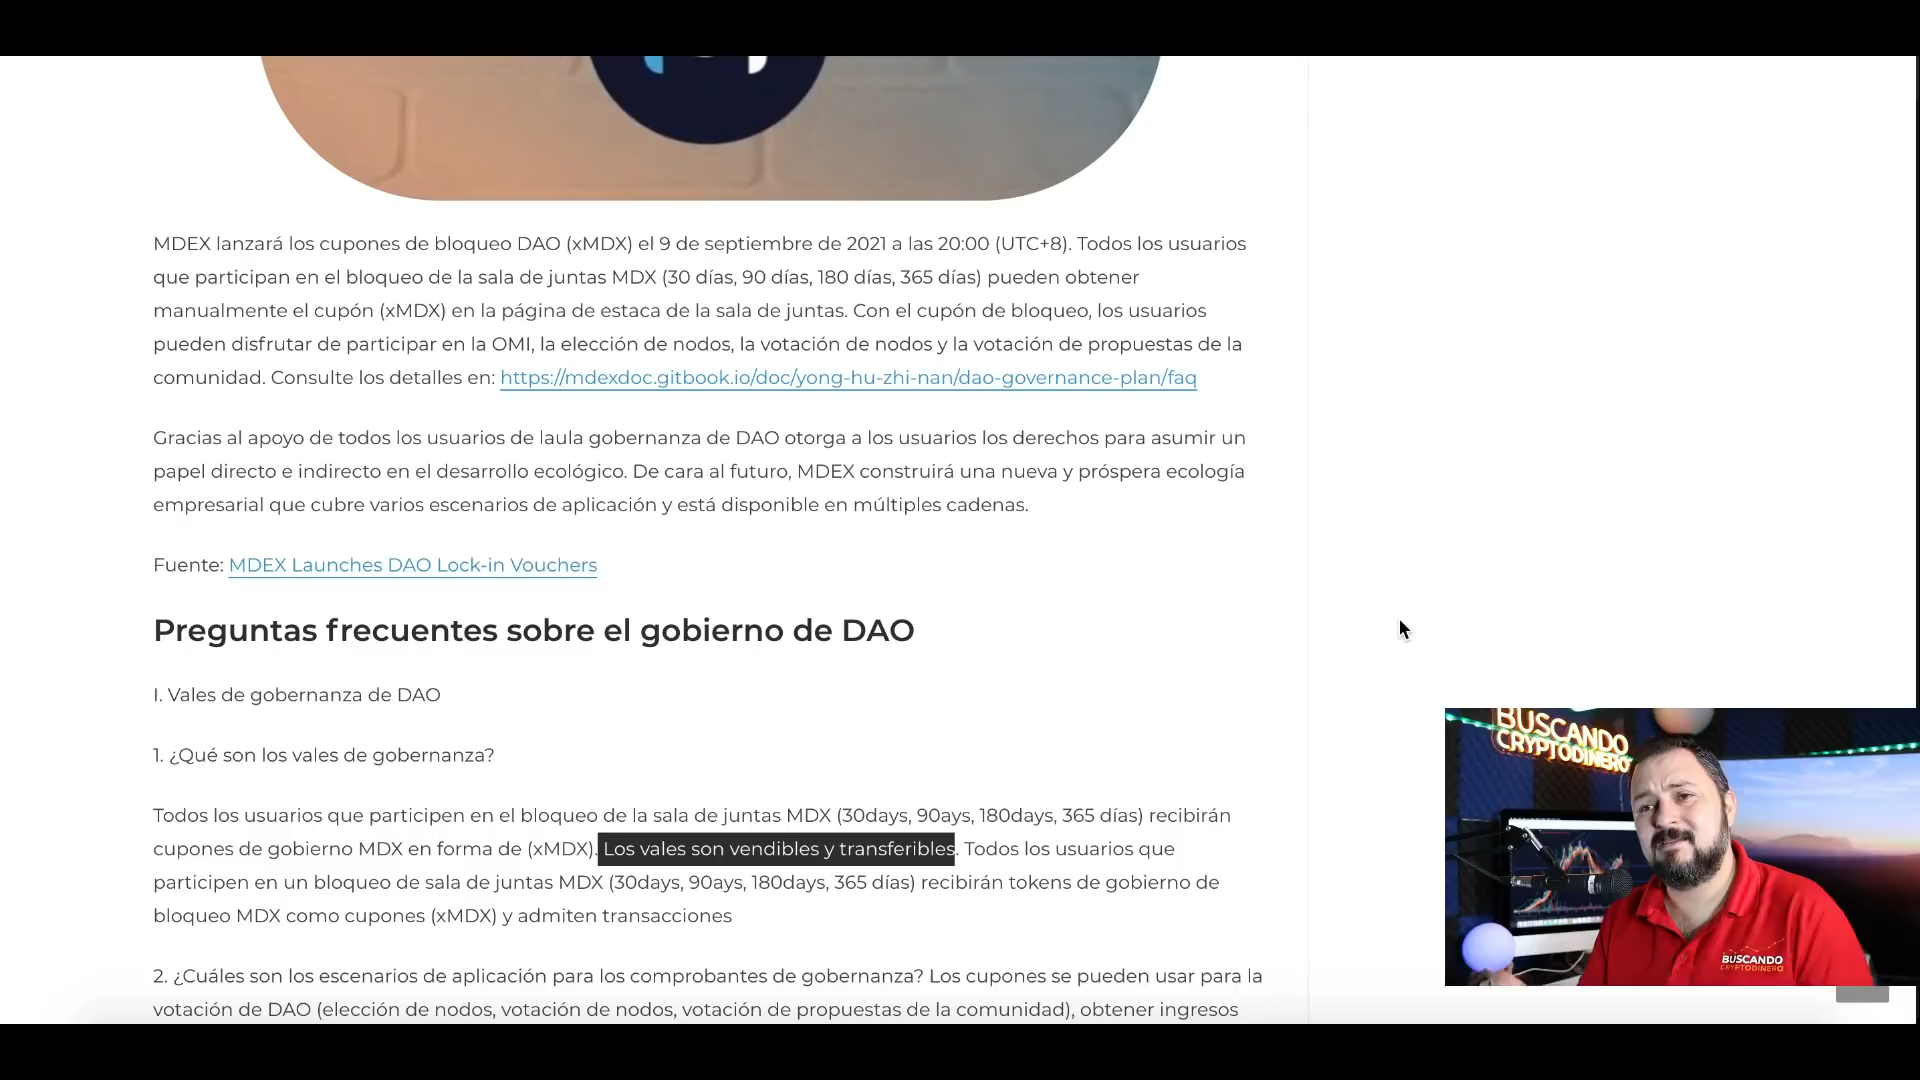 MDEX lanzará los cupones de bloqueo DAO (xMDX) el 9 de septiembre de 2021 a las 20:00 (UTC+8). Todos los usuarios
que participan en el bloqueo de la sala de juntas MDX (30 días, 90 días, 180 días, 365 días) pueden obtener
manualmente el cupón (xMDX) en la página de estaca de la sala de juntas. Con el cupón de bloqueo, los usuarios
pueden disfrutar de participar en la OMI, la elección de nodos, la votación de nodos y la votación de propuestas de la
comunidad. Consulte los detalles en: https://mdexdoc.gitbook.io/doc/yong-hu-zhi-nan/dao-governance-plan/faq
Gracias al apoyo de todos los usuarios de laula gobernanza de DAO otorga a los usuarios los derechos para asumir un
papel directo e indirecto en el desarrollo ecológico. De cara al futuro, MDEX construirá una nueva y próspera ecología
empresarial que cubre varios escenarios de aplicación y está disponible en múltiples cadenas.
Fuente: MDEX Launches DAO Lock-in Vouchers
Preguntas frecuentes sobre el gobierno de DAO
I. Vales de gobernanza de DAO
1. ¿Qué son los vales de gobernanza?
Todos los usuarios que participen en el bloqueo de la sala de juntas MDX (30days, 90ays, 180days, 365 días) recibirán
cupones de gobierno MDX en forma de (xMDX). Los vales son vendibles y transferibles. Todos los usuarios que
participen en un bloqueo de sala de juntas MDX (30days, 90ays, 180days, 365 días) recibirán tokens de gobierno de
bloqueo MDX como cupones (xMDX) y admiten transacciones
2. ¿Cuáles son los escenarios de aplicación para los comprobantes de gobernanza? Los cupones se pueden usar para la
votación de DAO (elección de nodos, votación de nodos, votación de propuestas de la comunidad), obtener ingresos
BUSCANDO
CRYPTODINERO
BUSCANDO
CRYPTODINERO